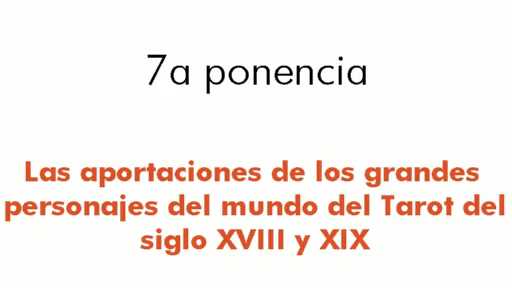 7a ponencia
Las aportaciones de los grandes
personajes del mundo del Tarot del
siglo XVIII y XIX